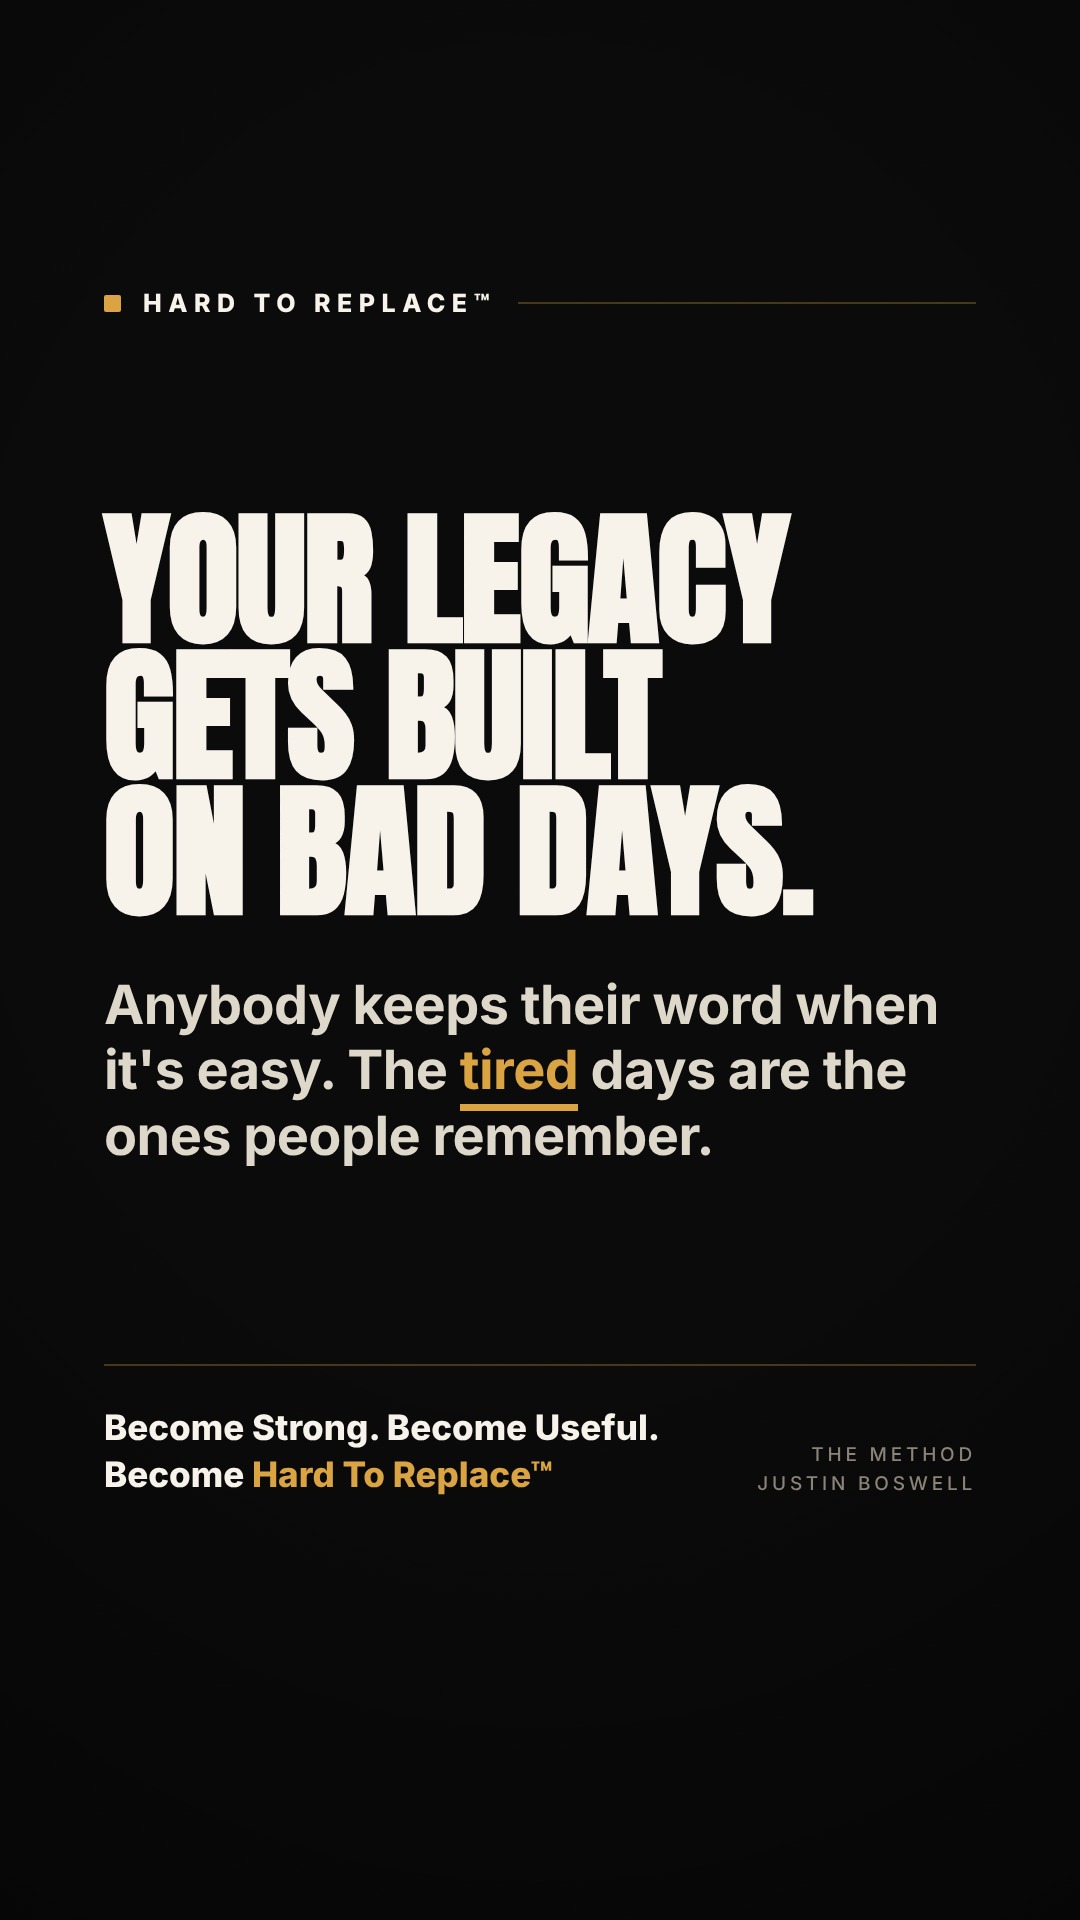 HARD TO REPLACE™
YOUR LEGACY
GETS BUILT
ON BAD DAYS.
Anybody keeps their word when
it's easy. The tired days are the
ones people remember.
Become Strong. Become Useful.
Become Hard To Replace™
THE METHOD
JUSTIN BOSWELL